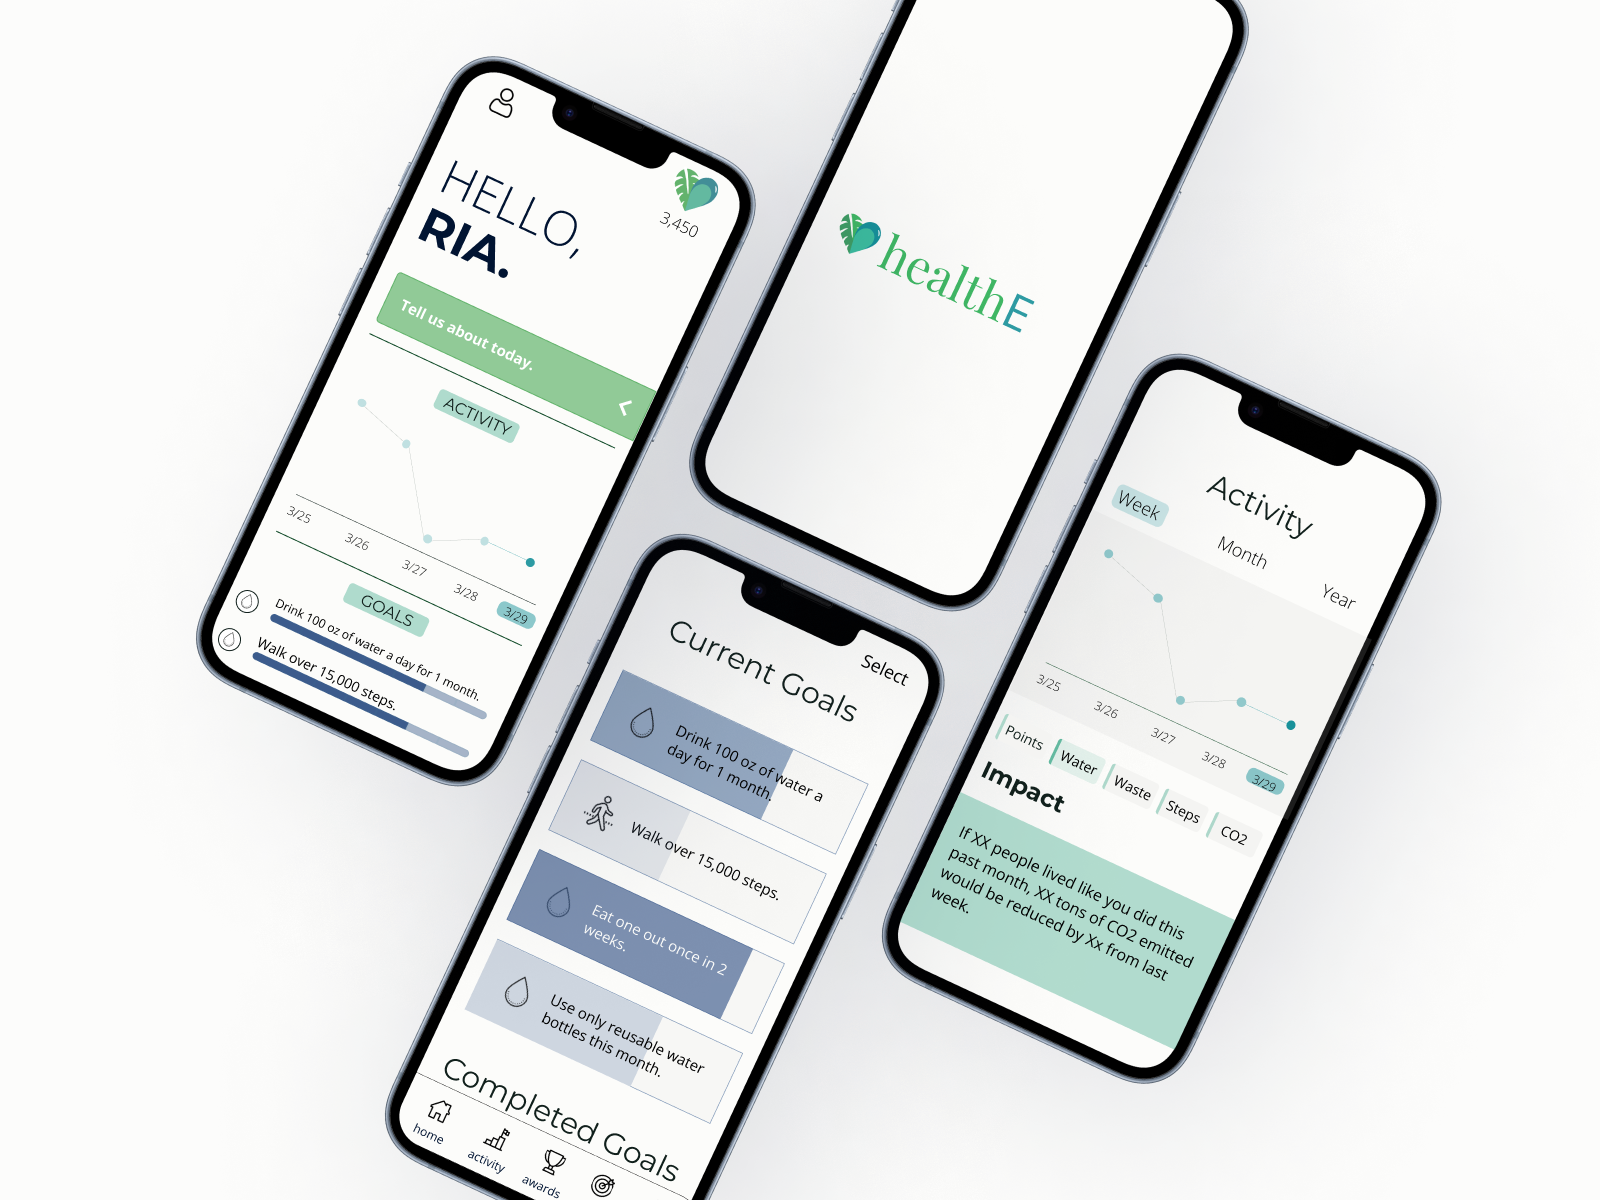 HELLO,
RIA.
3,450
Tell us about today.
ACTIVITY
3/25
3/26
3/27
3/28
3/29
GOALS
Drink 100 oz of water a day for 1 month.
Walk over 15,000 steps.
healthE
Select
Current Goals
Drink 100 oz of water a
day for 1 month.
Walk over 15,000 steps.
Eat one out once in 2
weeks.
Use only reusable water
bottles this month.
Completed Goals
home
activity
awards
Activity
Week
Month
Year
3/25
3/26
3/27
3/28
3/29
Points
Water
Waste
Steps
CO2
Impact
If XX people lived like you did this
past month, XX tons of CO2 emitted
would be reduced by Xx from last
week.